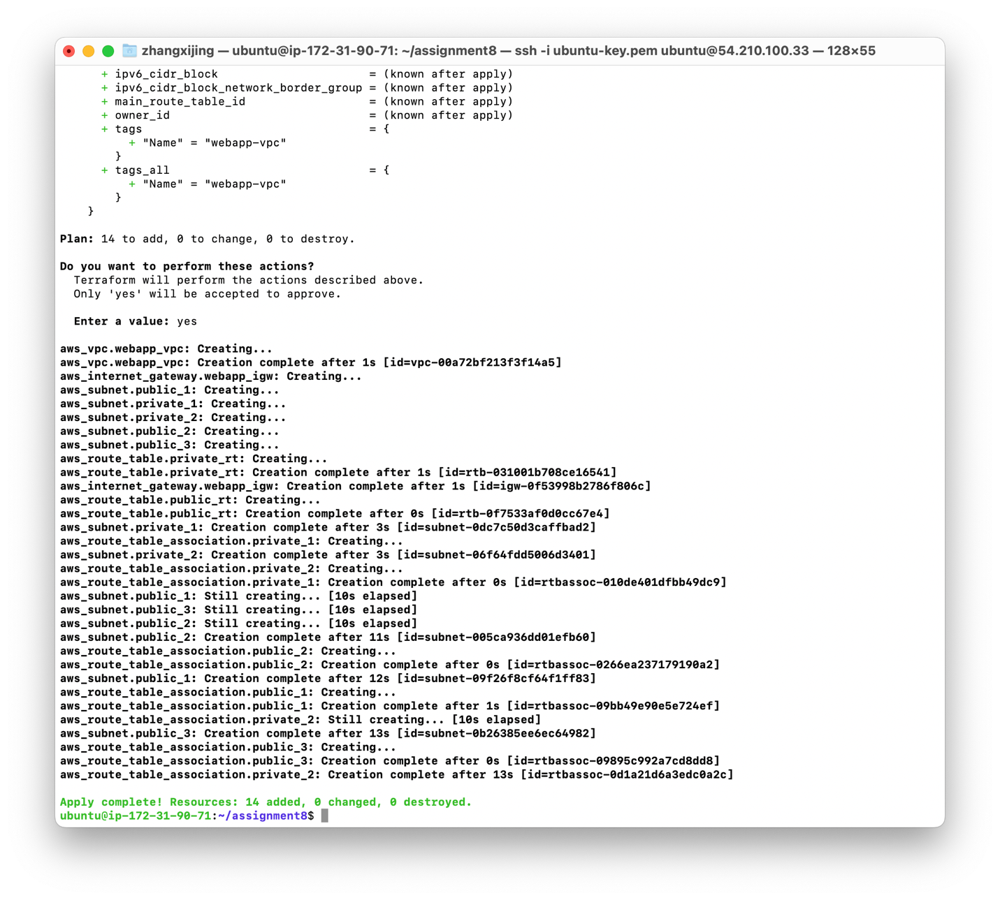 zhangxijing — ubuntu@ip-172-31-90-71: ~/assignment8 — ssh -i ubuntu-key.pem ubuntu@54.210.100.33 — 128×55
+ ipv6_cidr_block = (known after apply)
+ ipv6_cidr_block_network_border_group = (known after apply)
+ main_route_table_id = (known after apply)
+ owner_id = (known after apply)
+ tags = {
+ "Name" = "webapp-vpc"
}
+ tags_all = {
+ "Name" = "webapp-vpc"
}
}
Plan: 14 to add, 0 to change, 0 to destroy.
Do you want to perform these actions?
Terraform will perform the actions described above.
Only 'yes' will be accepted to approve.
Enter a value: yes
aws_vpc.webapp_vpc: Creating...
aws_vpc.webapp_vpc: Creation complete after 1s [id=vpc-00a72bf213f3f14a5]
aws_internet_gateway.webapp_igw: Creating...
aws_subnet.public_1: Creating...
aws_subnet.private_1: Creating...
aws_subnet.private_2: Creating...
aws_subnet.public_2: Creating...
aws_subnet.public_3: Creating...
aws_route_table.private_rt: Creating...
aws_route_table.private_rt: Creation complete after 1s [id=rtb-031001b708ce16541]
aws_internet_gateway.webapp_igw: Creation complete after 1s [id=igw-0f53998b2786f806c]
aws_route_table.public_rt: Creating...
aws_route_table.public_rt: Creation complete after 0s [id=rtb-0f7533af0d0cc67e4]
aws_subnet.private_1: Creation complete after 3s [id=subnet-0dc7c50d3caffbad2]
aws_route_table_association.private_1: Creating...
aws_subnet.private_2: Creation complete after 3s [id=subnet-06f64fdd5006d3401]
aws_route_table_association.private_2: Creating...
aws_route_table_association.private_1: Creation complete after 0s [id=rtbassoc-010de401dfbb49dc9]
aws_subnet.public_1: Still creating... [10s elapsed]
aws_subnet.public_3: Still creating... [10s elapsed]
aws_subnet.public_2: Still creating... [10s elapsed]
aws_subnet.public_2: Creation complete after 11s [id=subnet-005ca936dd01efb60]
aws_route_table_association.public_2: Creating...
aws_route_table_association.public_2: Creation complete after 0s [id=rtbassoc-0266ea237179190a2]
aws_subnet.public_1: Creation complete after 12s [id=subnet-09f26f8cf64f1ff83]
aws_route_table_association.public_1: Creating...
aws_route_table_association.public_1: Creation complete after 1s [id=rtbassoc-09bb49e90e5e724ef]
aws_route_table_association.private_2: Still creating... [10s elapsed]
aws_subnet.public_3: Creation complete after 13s [id=subnet-0b26385ee6ec64982]
aws_route_table_association.public_3: Creating...
aws_route_table_association.public_3: Creation complete after 0s [id=rtbassoc-09895c992a7cd8dd8]
aws_route_table_association.private_2: Creation complete after 13s [id=rtbassoc-0d1a21d6a3edc0a2c]
Apply complete! Resources: 14 added, 0 changed, 0 destroyed.
ubuntu@ip-172-31-90-71:~/assignment8$